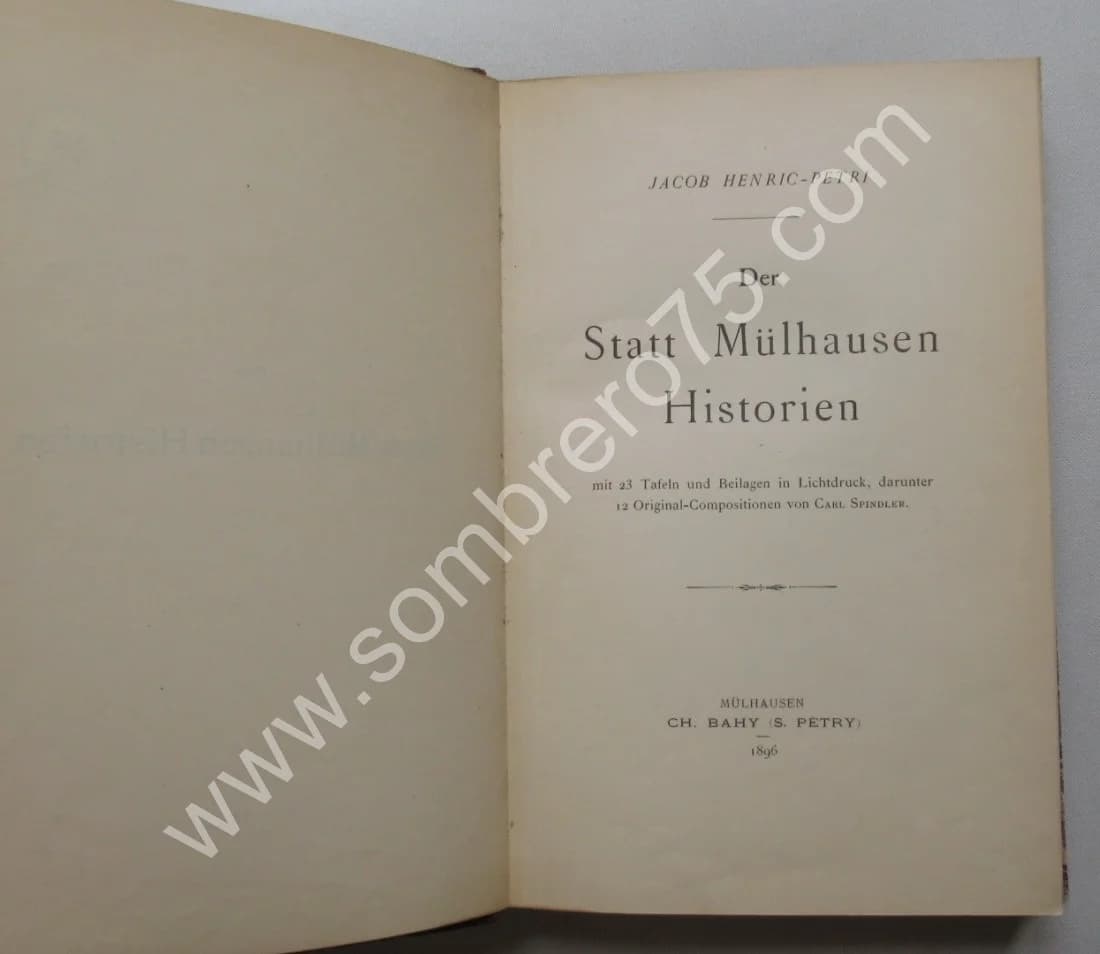 JACOB HENRIC-PETRI
Der
Statt Mülhausen
Historien
mit 23 Tafeln und Beilagen in Lichtdruck, darunter
12 Original-Compositionen von CARL SPINDLER.
MÜLHAUSEN
CH. BAHY (S. PÉTRY)
1896
www.sombrero75.com